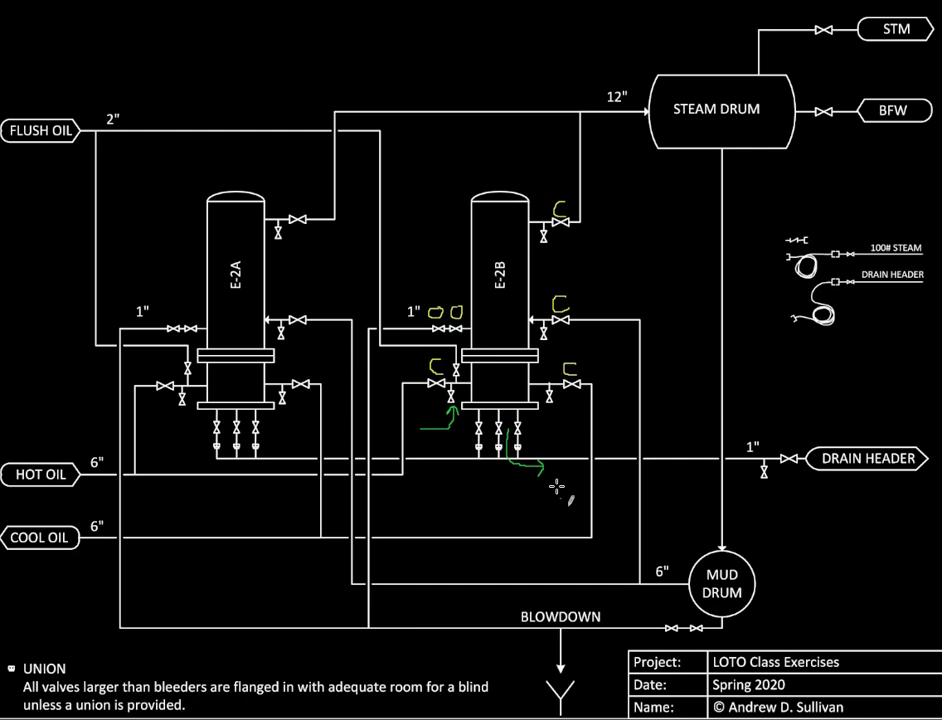 STM
12"
STEAM DRUM
BFW
FLUSH OIL
2"
100# STEAM
DRAIN HEADER
E-2A
E-2B
C
1"
1"
O O
C
C
C
HOT OIL
6"
1"
DRAIN HEADER
COOL OIL
6"
6"
MUD
DRUM
BLOWDOWN
UNION
All valves larger than bleeders are flanged in with adequate room for a blind
unless a union is provided.
Project: LOTO Class Exercises
Date: Spring 2020
Name: © Andrew D. Sullivan